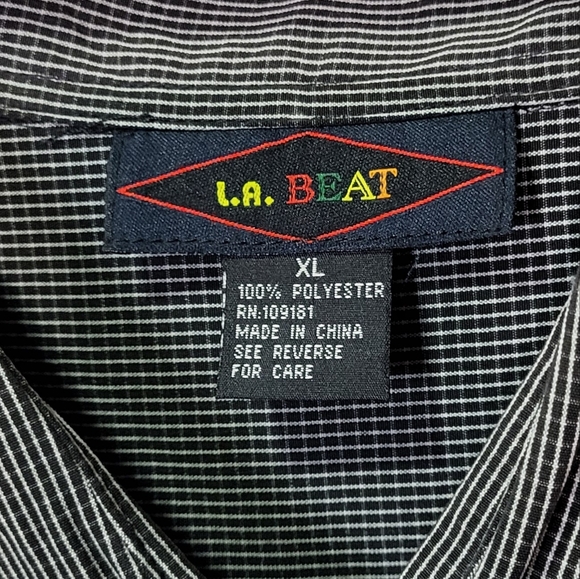 L.A. BEAT
XL
100% POLYESTER
RN:109181
MADE IN CHINA
SEE REVERSE
FOR CARE